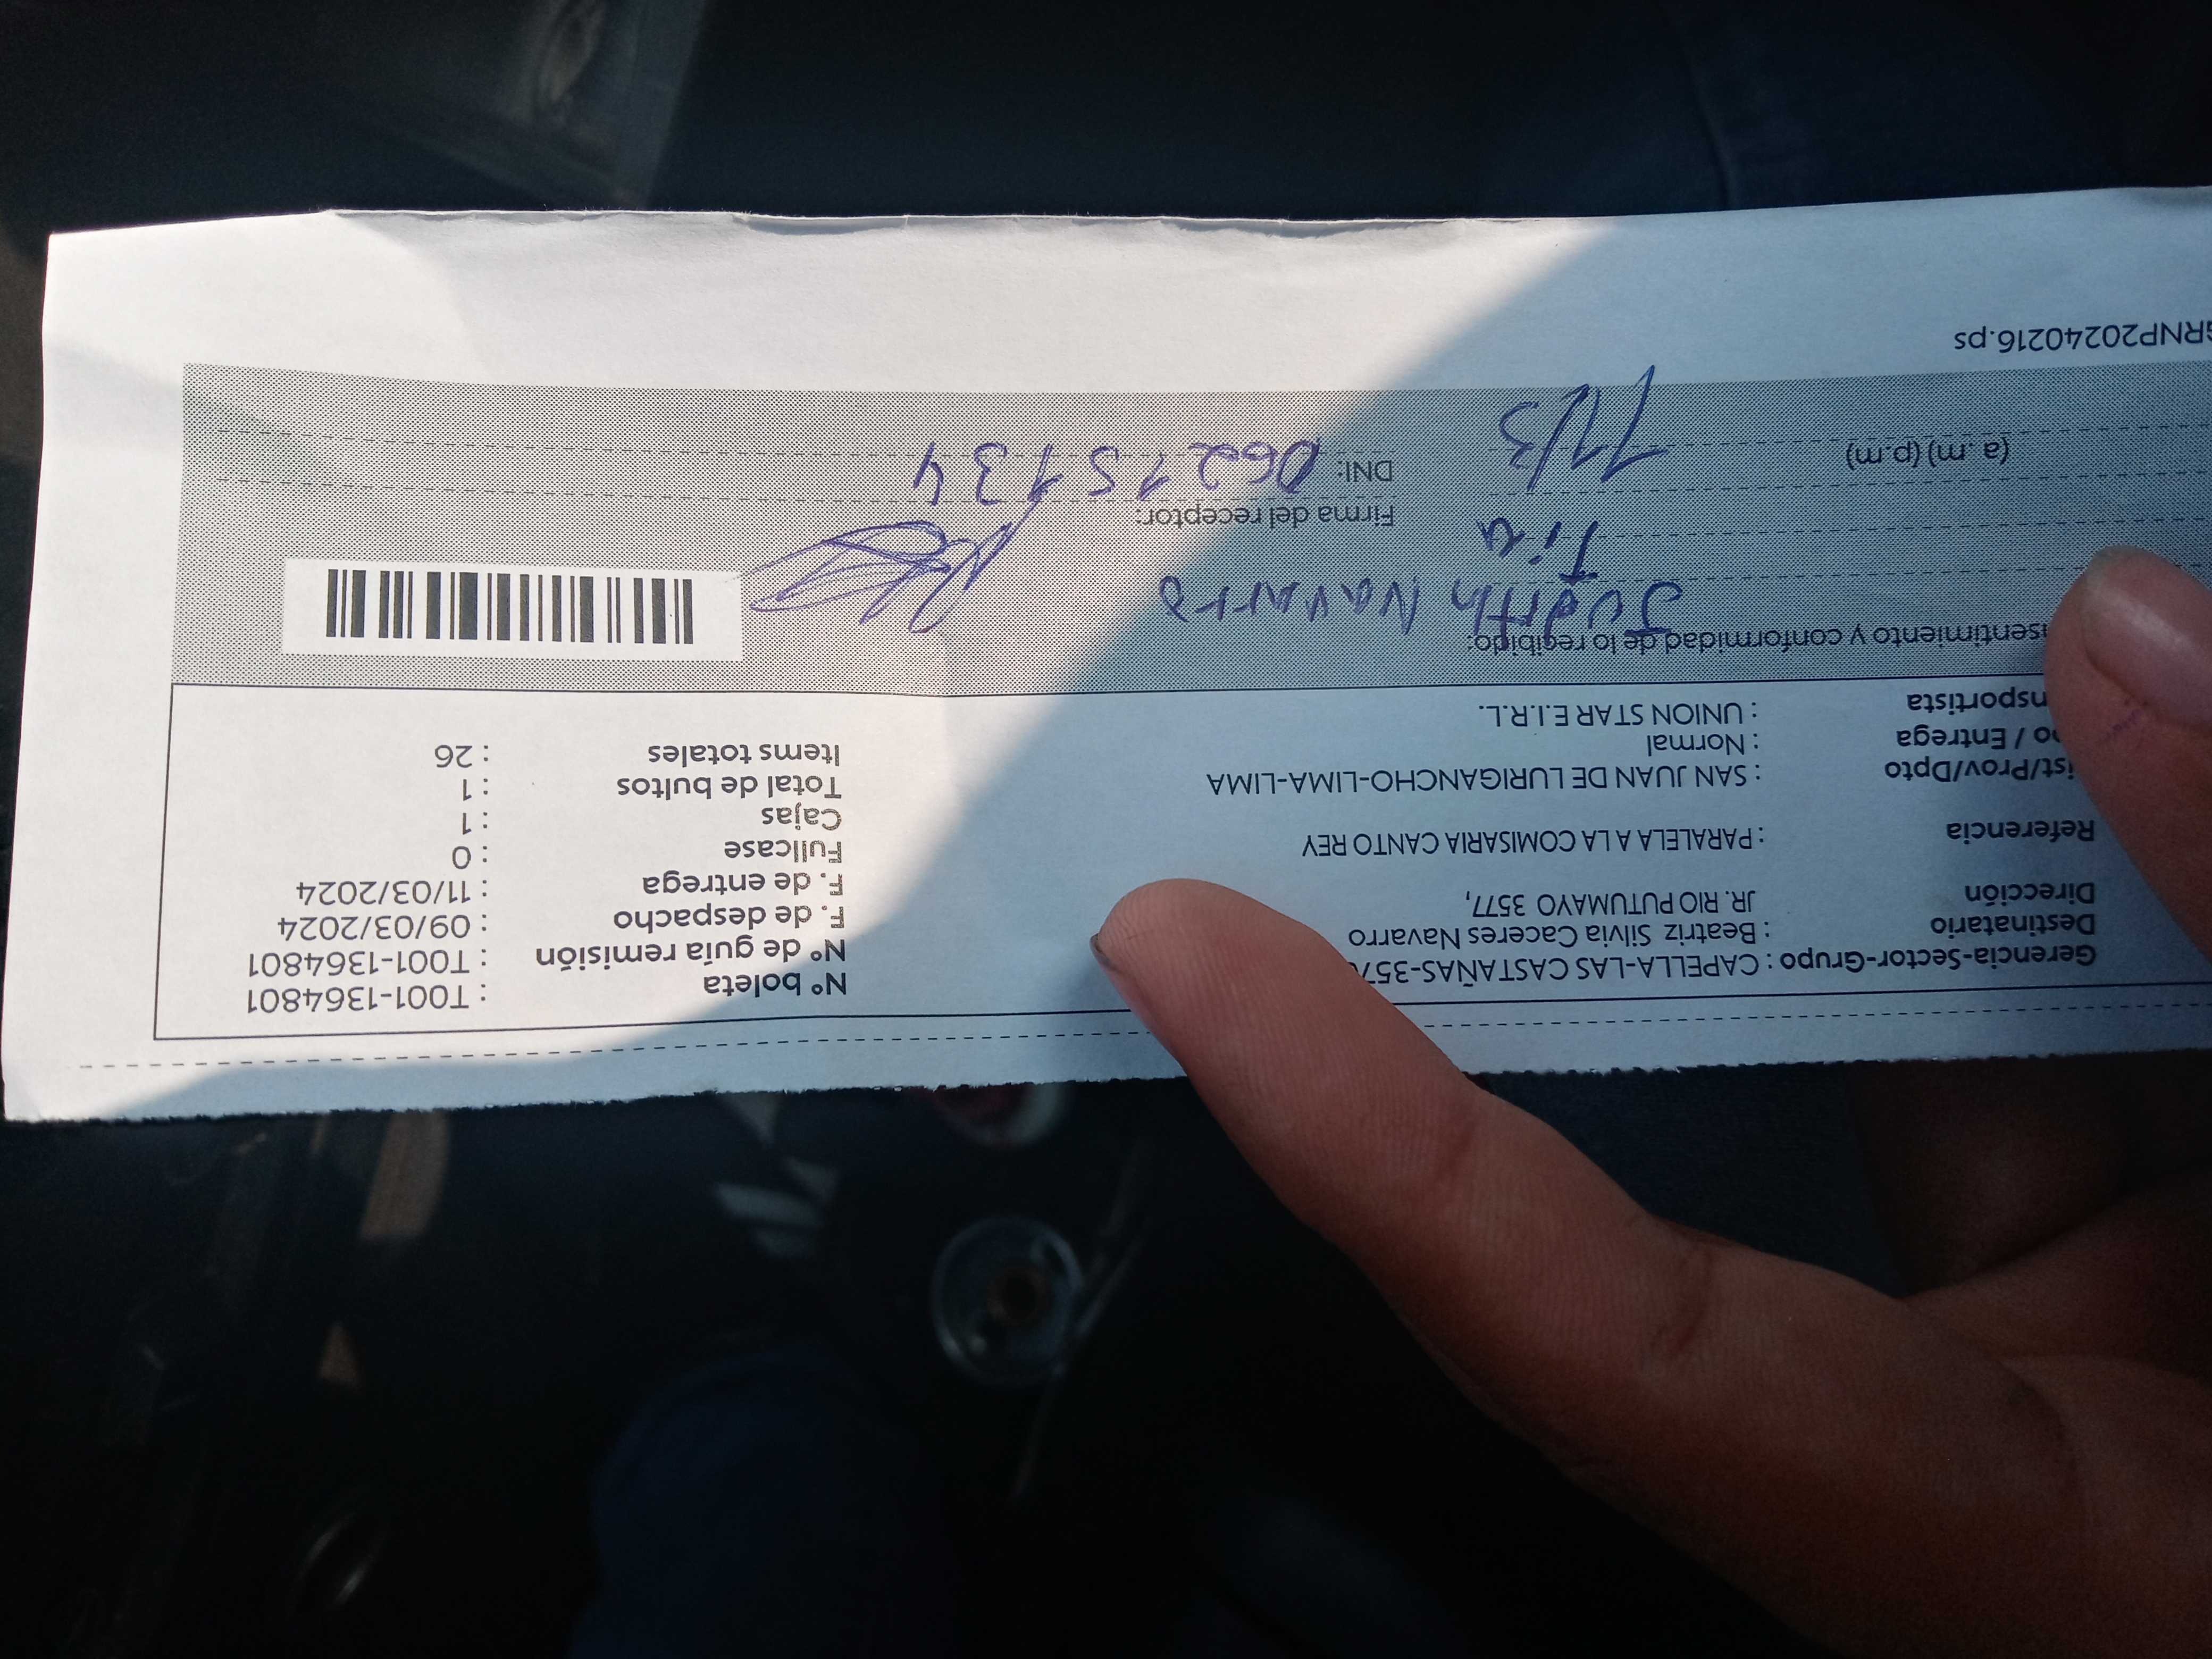 Gerencia-Sector-Grupo : CAPELLA-LAS CASTAÑAS-357
Destinatario : Beatriz Silvia Caceres Navarro
Dirección JR. RIO PUTUMAYO 3577,
Referencia : PARALELA A LA COMISARIA CANTO REY
ist/Prov/Dpto : SAN JUAN DE LURIGANCHO-LIMA-LIMA
po / Entrega : Normal
nsportista : UNION STAR E.I.R.L.
N° boleta : T001-1364801
N° de guía remisión : T001-1364801
F. de despacho : 09/03/2024
F. de entrega : 11/03/2024
Fullcase : 0
Cajas : 1
Total de bultos : 1
Items totales : 26
sentimiento y conformidad de lo recibido:
Judith Navarro
Tia
Firma del receptor:
DNI: 06215134
(a .m) (p.m) 11/3
GRNP20240216.ps